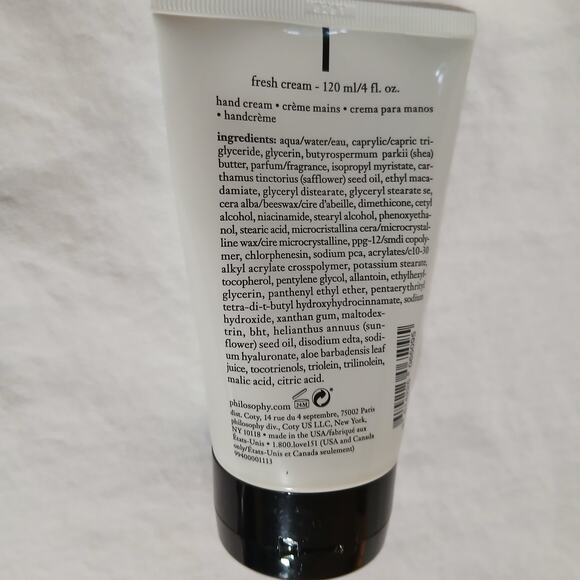 fresh cream - 120 ml/4 fl. oz.
hand cream • crème mains • crema para manos
• handcrème
ingredients: aqua/water/eau, caprylic/capric tri-
glyceride, glycerin, butyrospermum parkii (shea)
butter, parfum/fragrance, isopropyl myristate, car-
thamus tinctorius (safflower) seed oil, ethyl maca-
damiate, glyceryl distearate, glyceryl stearate se,
cera alba/beeswax/cire d'abeille, dimethicone, cetyl
alcohol, niacinamide, stearyl alcohol, phenoxyetha-
nol, stearic acid, microcristallina cera/microcrystal-
line wax/cire microcrystalline, ppg-12/smdi copoly-
mer, chlorphenesin, sodium pca, acrylates/c10-30
alkyl acrylate crosspolymer, potassium stearate,
tocopherol, pentylene glycol, allantoin, ethylhexyl-
glycerin, panthenyl ethyl ether, pentaerythrityl
tetra-di-t-butyl hydroxyhydrocinnamate, sodium
hydroxide, xanthan gum, maltodex-
trin, bht, helianthus annuus (sun-
flower) seed oil, disodium edta, sodi-
um hyaluronate, aloe barbadensis leaf
juice, tocotrienols, triolein, trilinolein,
malic acid, citric acid.
philosophy.com 24M
dist. Coty, 14 rue du 4 septembre, 75002 Paris
philosophy div., Coty US LLC, New York,
NY 10118 • made in the USA/fabriqué aux
États-Unis • 1.800.love151 (USA and Canada
only/États-Unis et Canada seulement)
99400001113